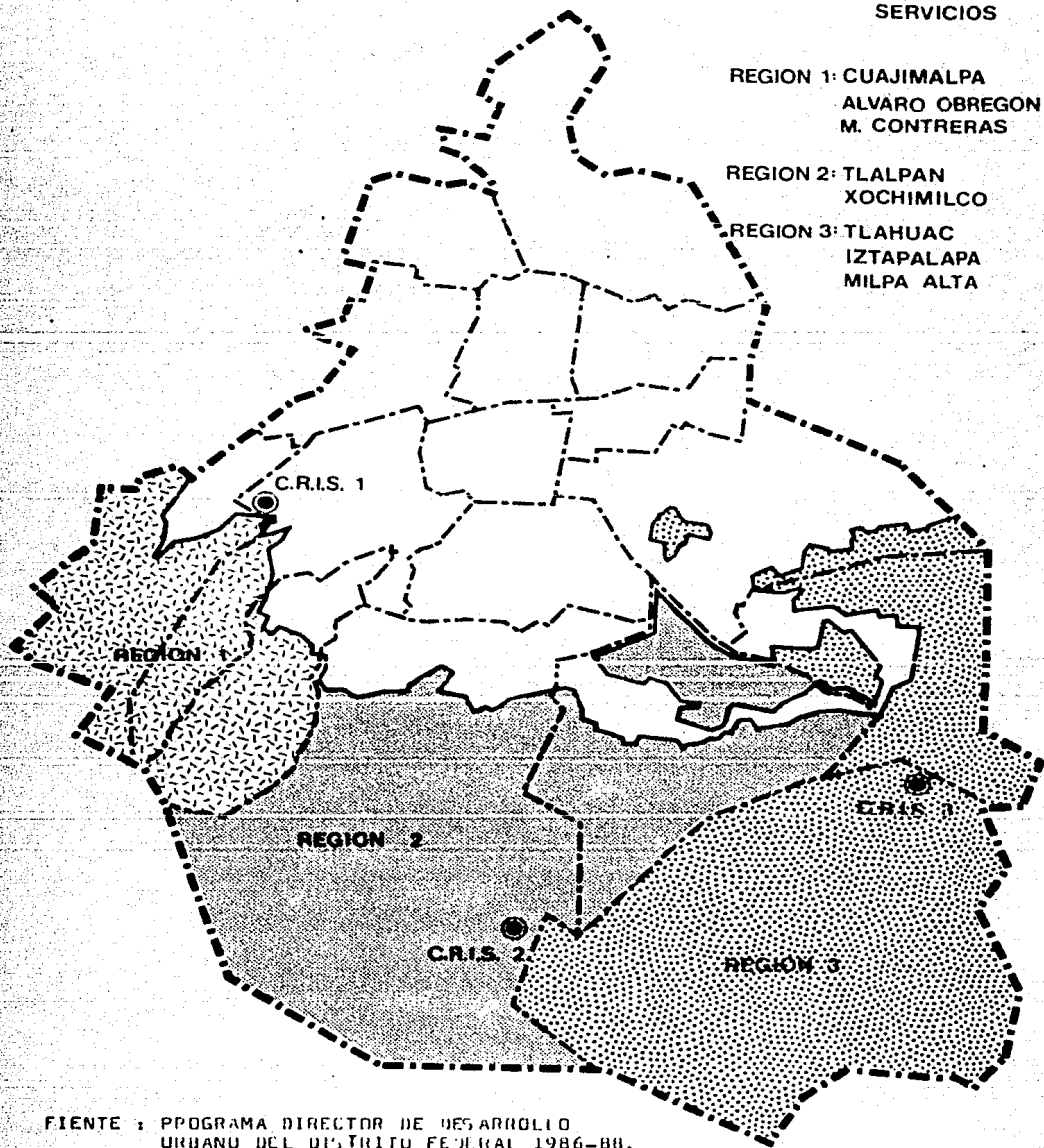 SERVICIOS
REGION 1: CUAJIMALPA
ALVARO OBREGON
M. CONTRERAS
REGION 2: TLALPAN
XOCHIMILCO
REGION 3: TLAHUAC
IZTAPALAPA
MILPA ALTA
C.R.I.S. 1
REGION 1
C.R.I.S. 3
REGION 2
C.R.I.S. 2
REGION 3
FIENTE : PROGRAMA DIRECTOR DE DESARROLLO
URBANO DEL DISTRITO FEDERAL 1986-88.